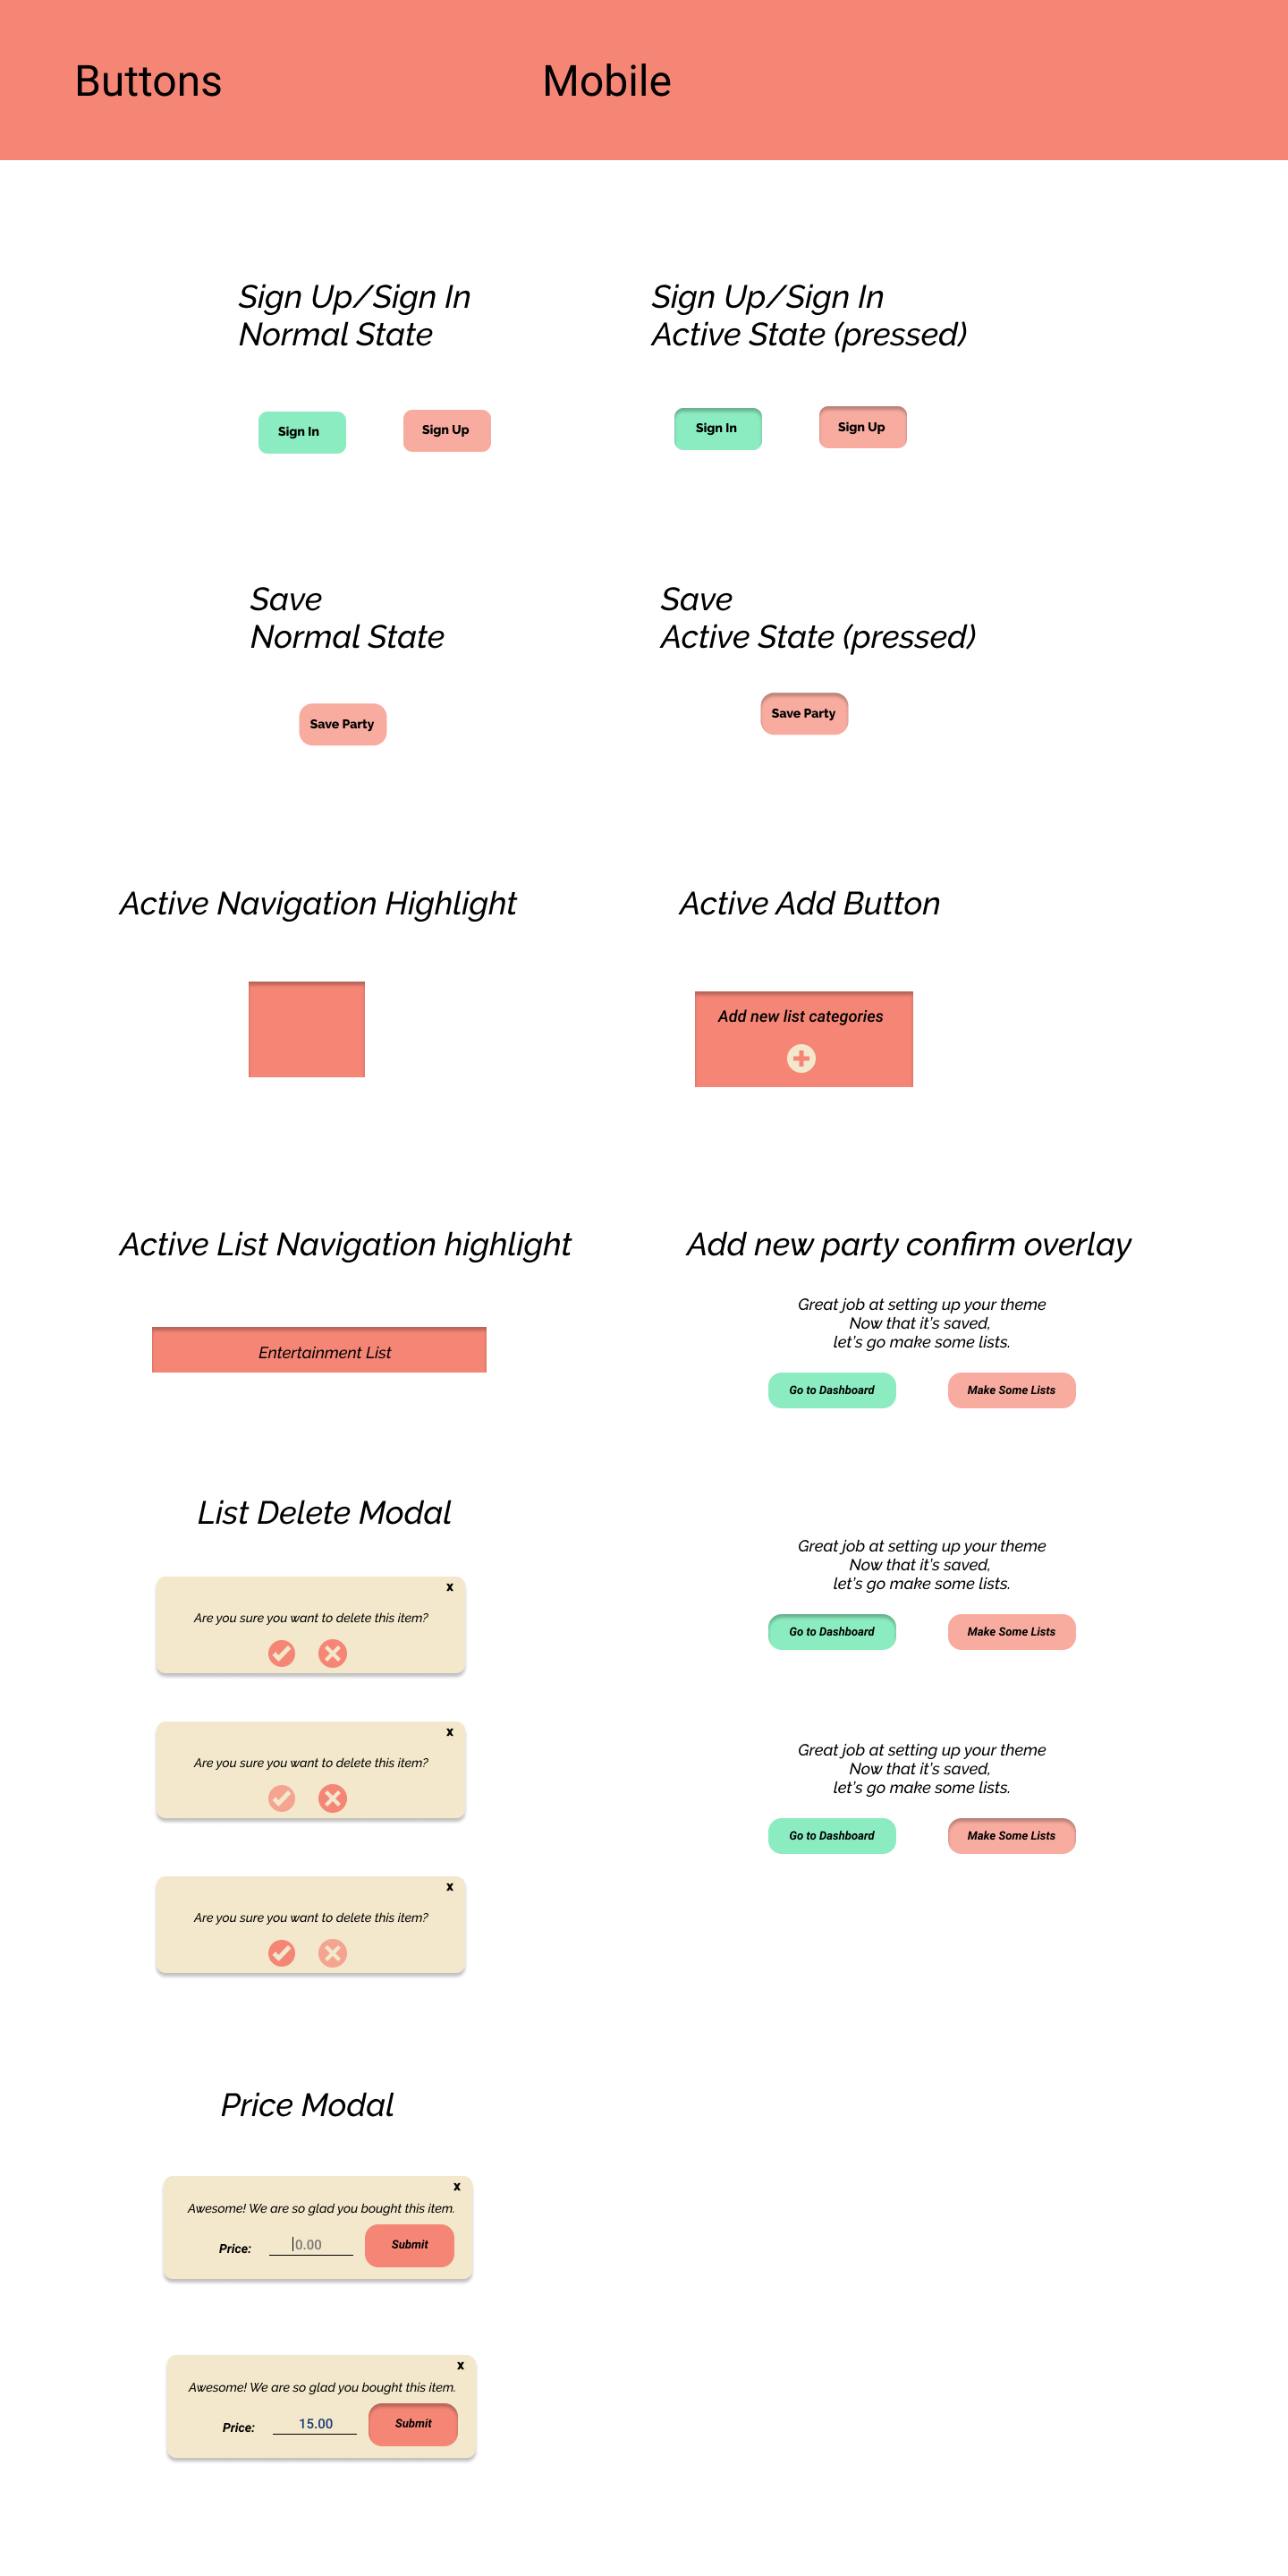 Buttons
Mobile
Sign Up/Sign In
Normal State
Sign Up/Sign In
Active State (pressed)
Sign In
Sign Up
Sign In
Sign Up
Save
Normal State
Save
Active State (pressed)
Save Party
Save Party
Active Navigation Highlight
Active Add Button
Add new list categories
Active List Navigation highlight
Entertainment List
Add new party confirm overlay
Great job at setting up your theme
Now that it's saved,
let's go make some lists.
Go to Dashboard
Make Some Lists
List Delete Modal
x
Are you sure you want to delete this item?
x
Are you sure you want to delete this item?
x
Are you sure you want to delete this item?
Great job at setting up your theme
Now that it's saved,
let's go make some lists.
Go to Dashboard
Make Some Lists
Great job at setting up your theme
Now that it's saved,
let's go make some lists.
Go to Dashboard
Make Some Lists
Price Modal
x
Awesome! We are so glad you bought this item.
Price:
0.00
Submit
x
Awesome! We are so glad you bought this item.
Price:
15.00
Submit